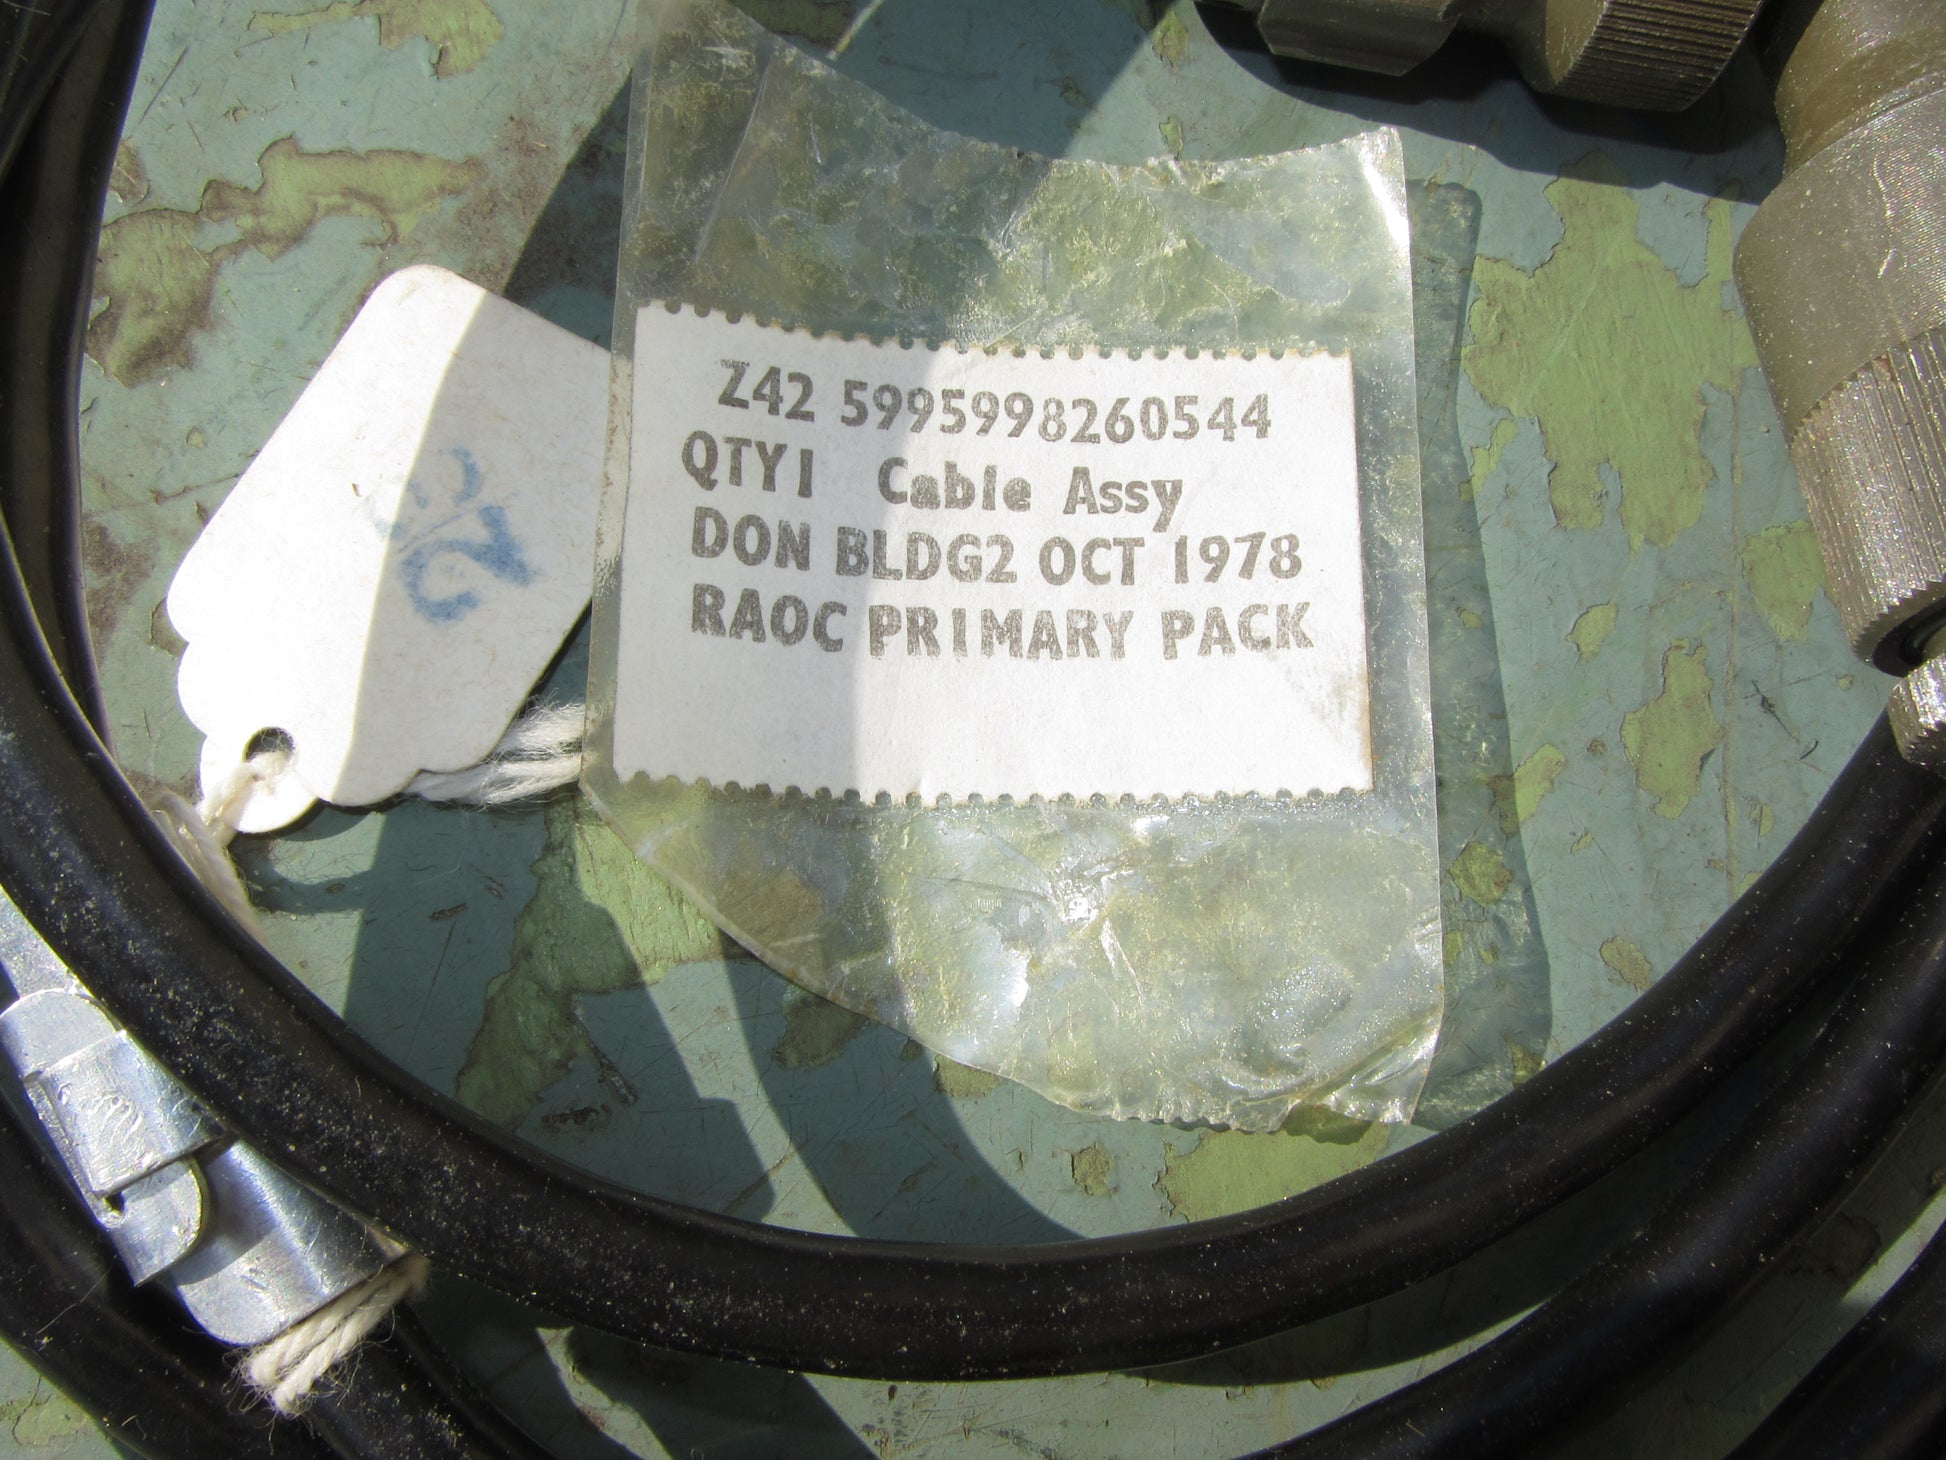 Z42 5995998260544
QTY1 Cable Assy
DON BLDG2 OCT 1978
RAOC PRIMARY PACK